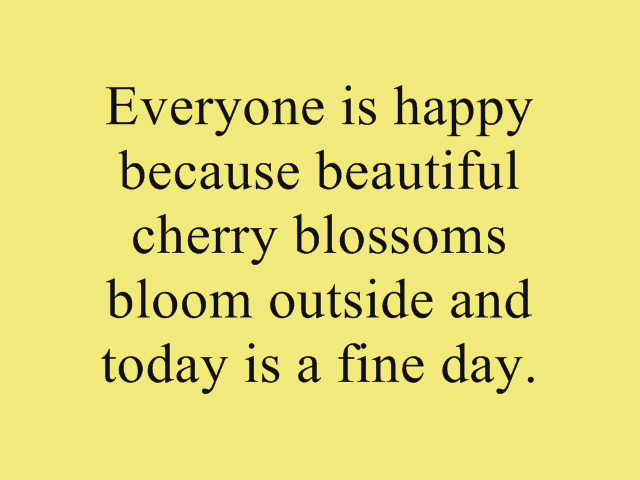 Everyone is happy
because beautiful
cherry blossoms
bloom outside and
today is a fine day.